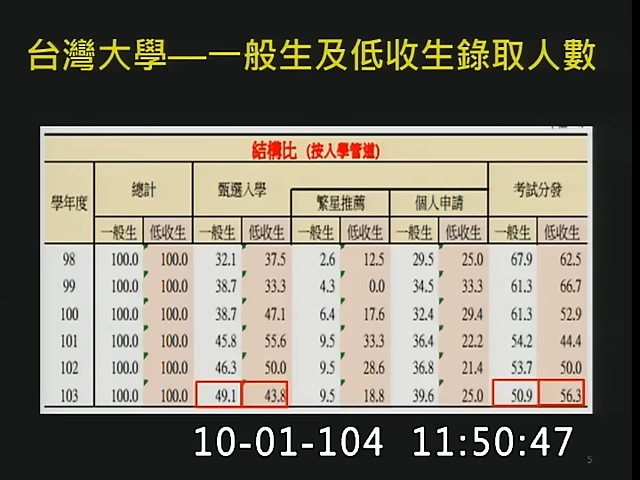 台灣大學—一般生及低收生錄取人數
結構比 (按入學管道)
學年度 總計 甄選入學 考試分發
繁星推薦 個人申請
一般生 低收生 一般生 低收生 一般生 低收生 一般生 低收生 一般生 低收生
98 100.0 100.0 32.1 37.5 2.6 12.5 29.5 25.0 67.9 62.5
99 100.0 100.0 38.7 33.3 4.3 0.0 34.5 33.3 61.3 66.7
100 100.0 100.0 38.7 47.1 6.4 17.6 32.4 29.4 61.3 52.9
101 100.0 100.0 45.8 55.6 9.5 33.3 36.4 22.2 54.2 44.4
102 100.0 100.0 46.3 50.0 9.5 28.6 36.8 21.4 53.7 50.0
103 100.0 100.0 49.1 43.8 9.5 18.8 39.6 25.0 50.9 56.3
10-01-104 11:50:47
5